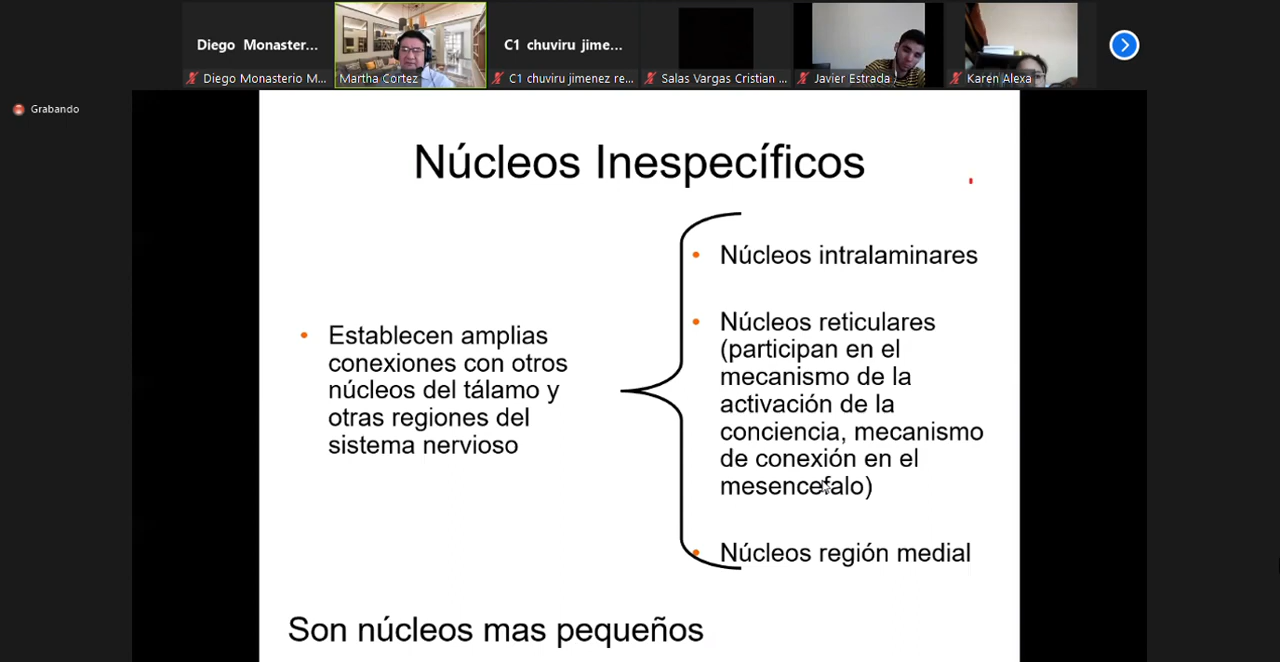 Diego Monaster...
C1 chuviru jime...
Diego Monasterio M...
Martha Cortez
C1 chuviru jimenez re...
Salas Vargas Cristian ...
Javier Estrada
Karen Alexa
Grabando
Núcleos Inespecíficos
• Establecen amplias
conexiones con otros
núcleos del tálamo y
otras regiones del
sistema nervioso
• Núcleos intralaminares
• Núcleos reticulares
(participan en el
mecanismo de la
activación de la
conciencia, mecanismo
de conexión en el
mesencefalo)
• Núcleos región medial
Son núcleos mas pequeños